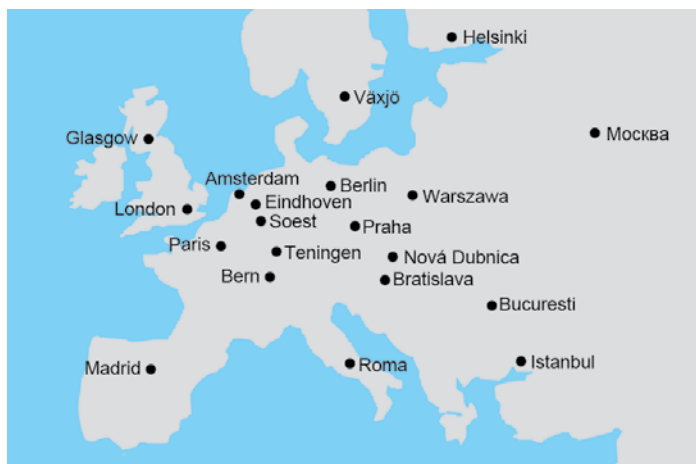 Helsinki
Växjö
Москва
Glasgow
Amsterdam
Berlin
Warszawa
Eindhoven
London
Soest
Praha
Paris
Teningen
Nová Dubnica
Bern
Bratislava
Bucuresti
Madrid
Roma
Istanbul